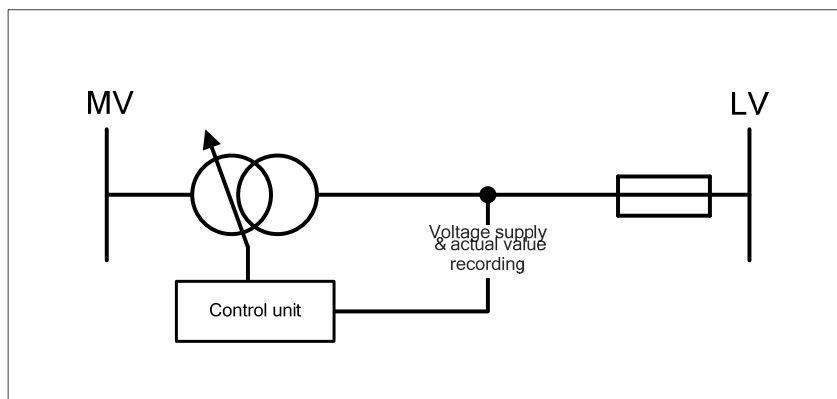 MV
LV
Voltage supply
& actual value
recording
Control unit